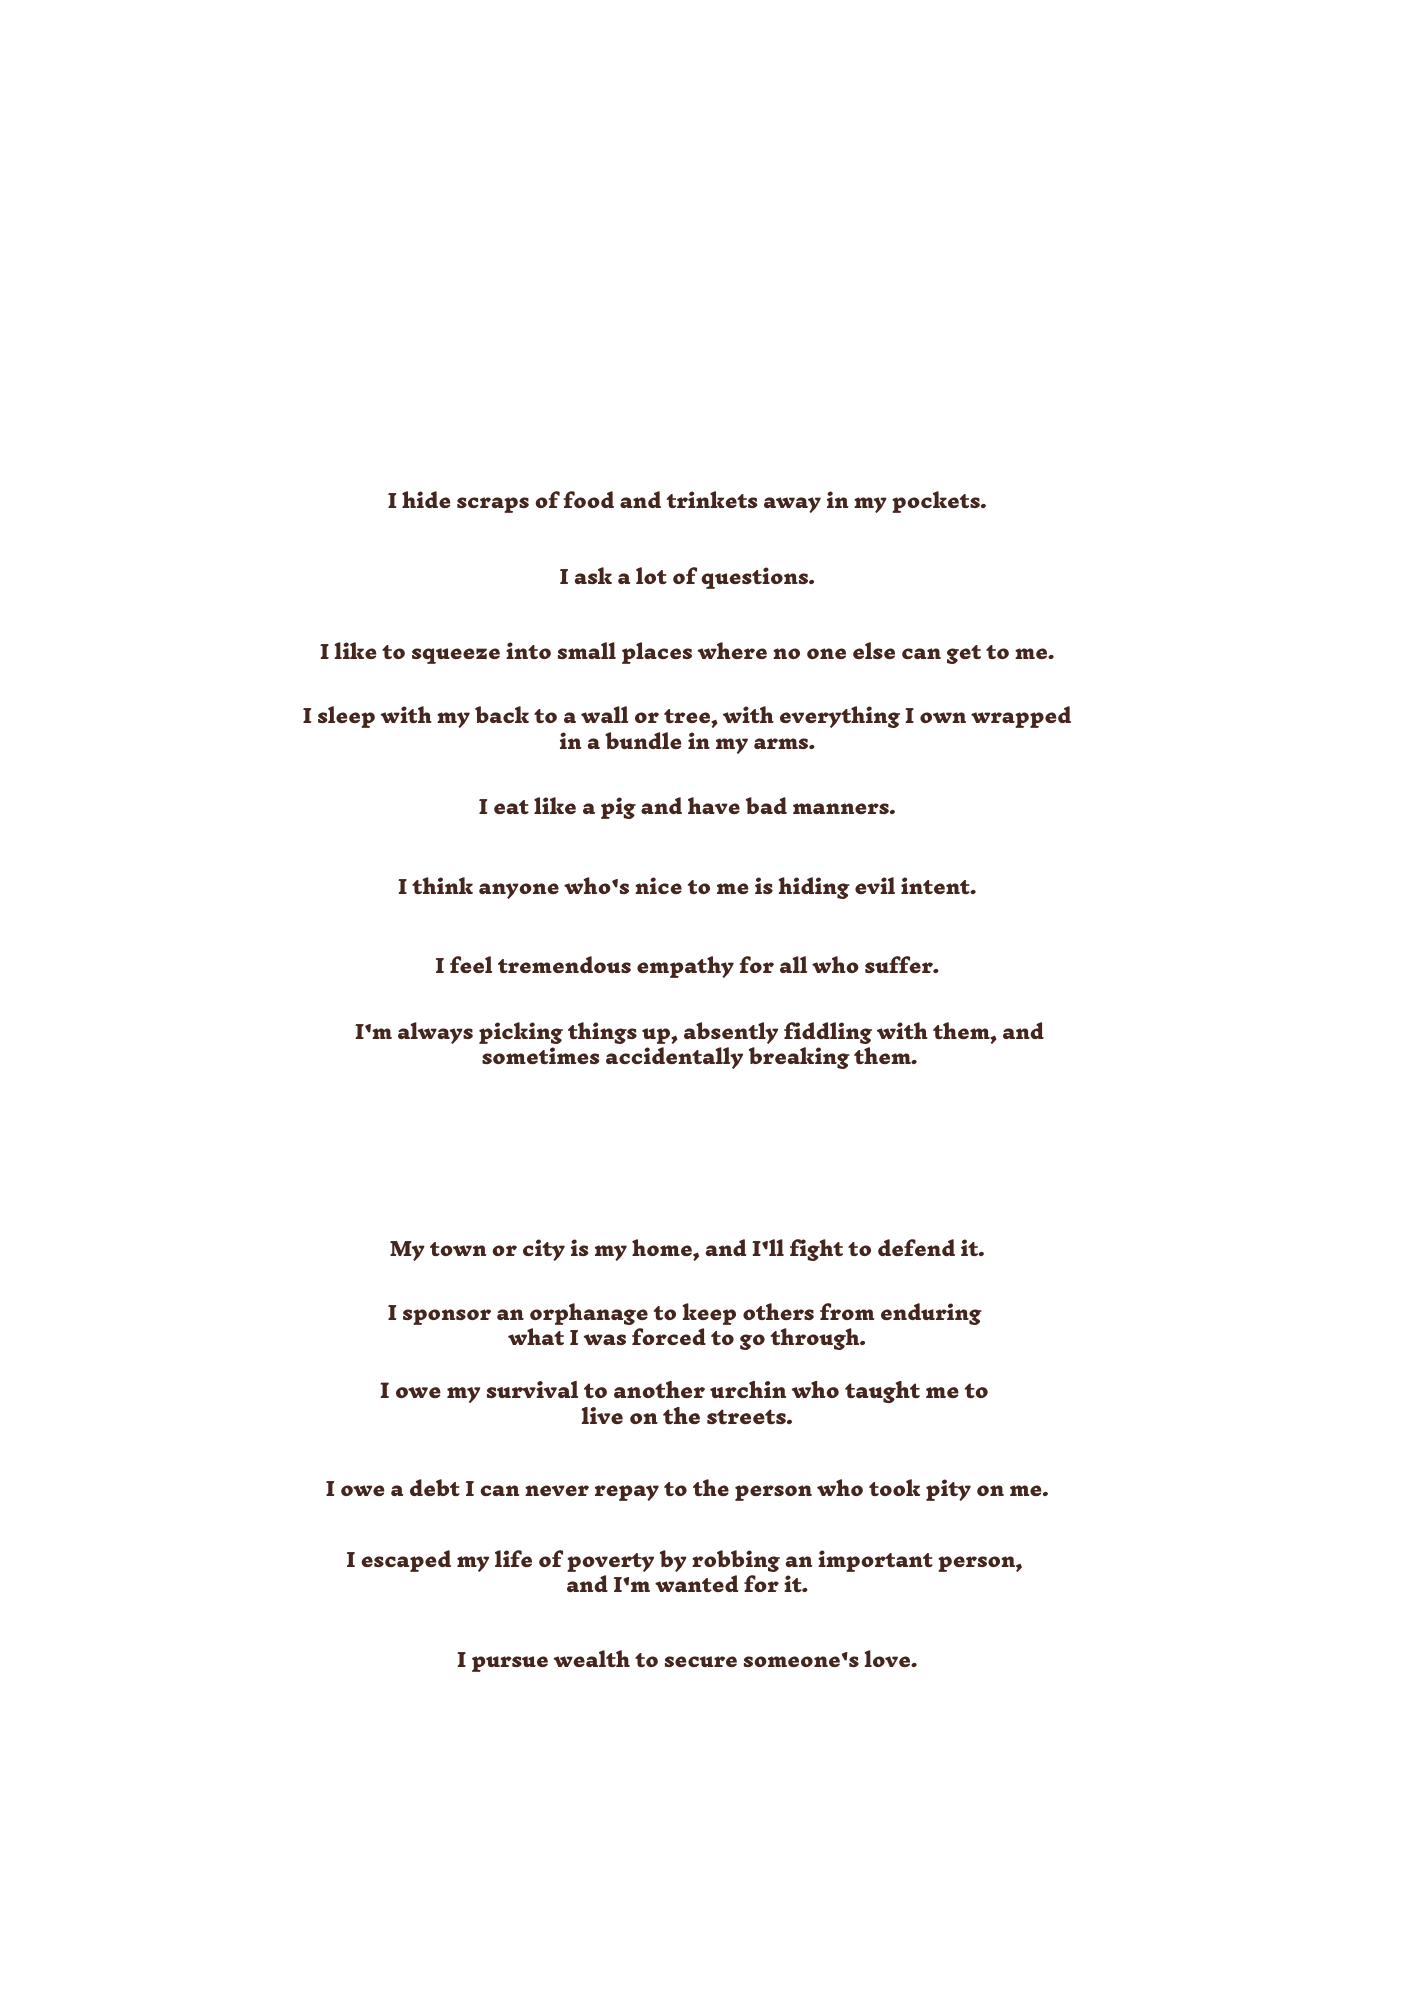 I hide scraps of food and trinkets away in my pockets.
I ask a lot of questions.
I like to squeeze into small places where no one else can get to me.
I sleep with my back to a wall or tree, with everything I own wrapped
in a bundle in my arms.
I eat like a pig and have bad manners.
I think anyone who's nice to me is hiding evil intent.
I feel tremendous empathy for all who suffer.
I'm always picking things up, absently fiddling with them, and
sometimes accidentally breaking them.
My town or city is my home, and I'll fight to defend it.
I sponsor an orphanage to keep others from enduring
what I was forced to go through.
I owe my survival to another urchin who taught me to
live on the streets.
I owe a debt I can never repay to the person who took pity on me.
I escaped my life of poverty by robbing an important person,
and I'm wanted for it.
I pursue wealth to secure someone's love.